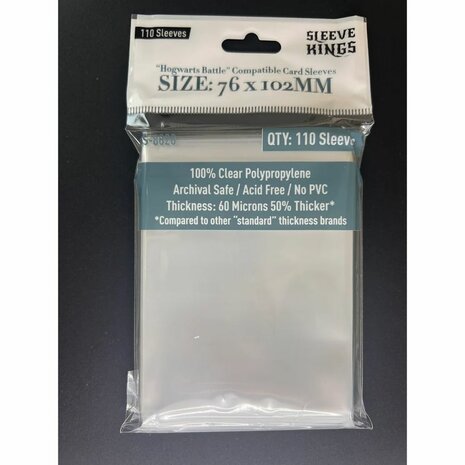 110 Sleeves
SLEEVE
KINGS
"Hogwarts Battle" Compatible Card Sleeves
SIZE: 76 x 102MM
QTY: 110 Sleeve
100% Clear Polypropylene
Archival Safe / Acid Free / No PVC
Thickness: 60 Microns 50% Thicker*
*Compared to other "standard" thickness brands